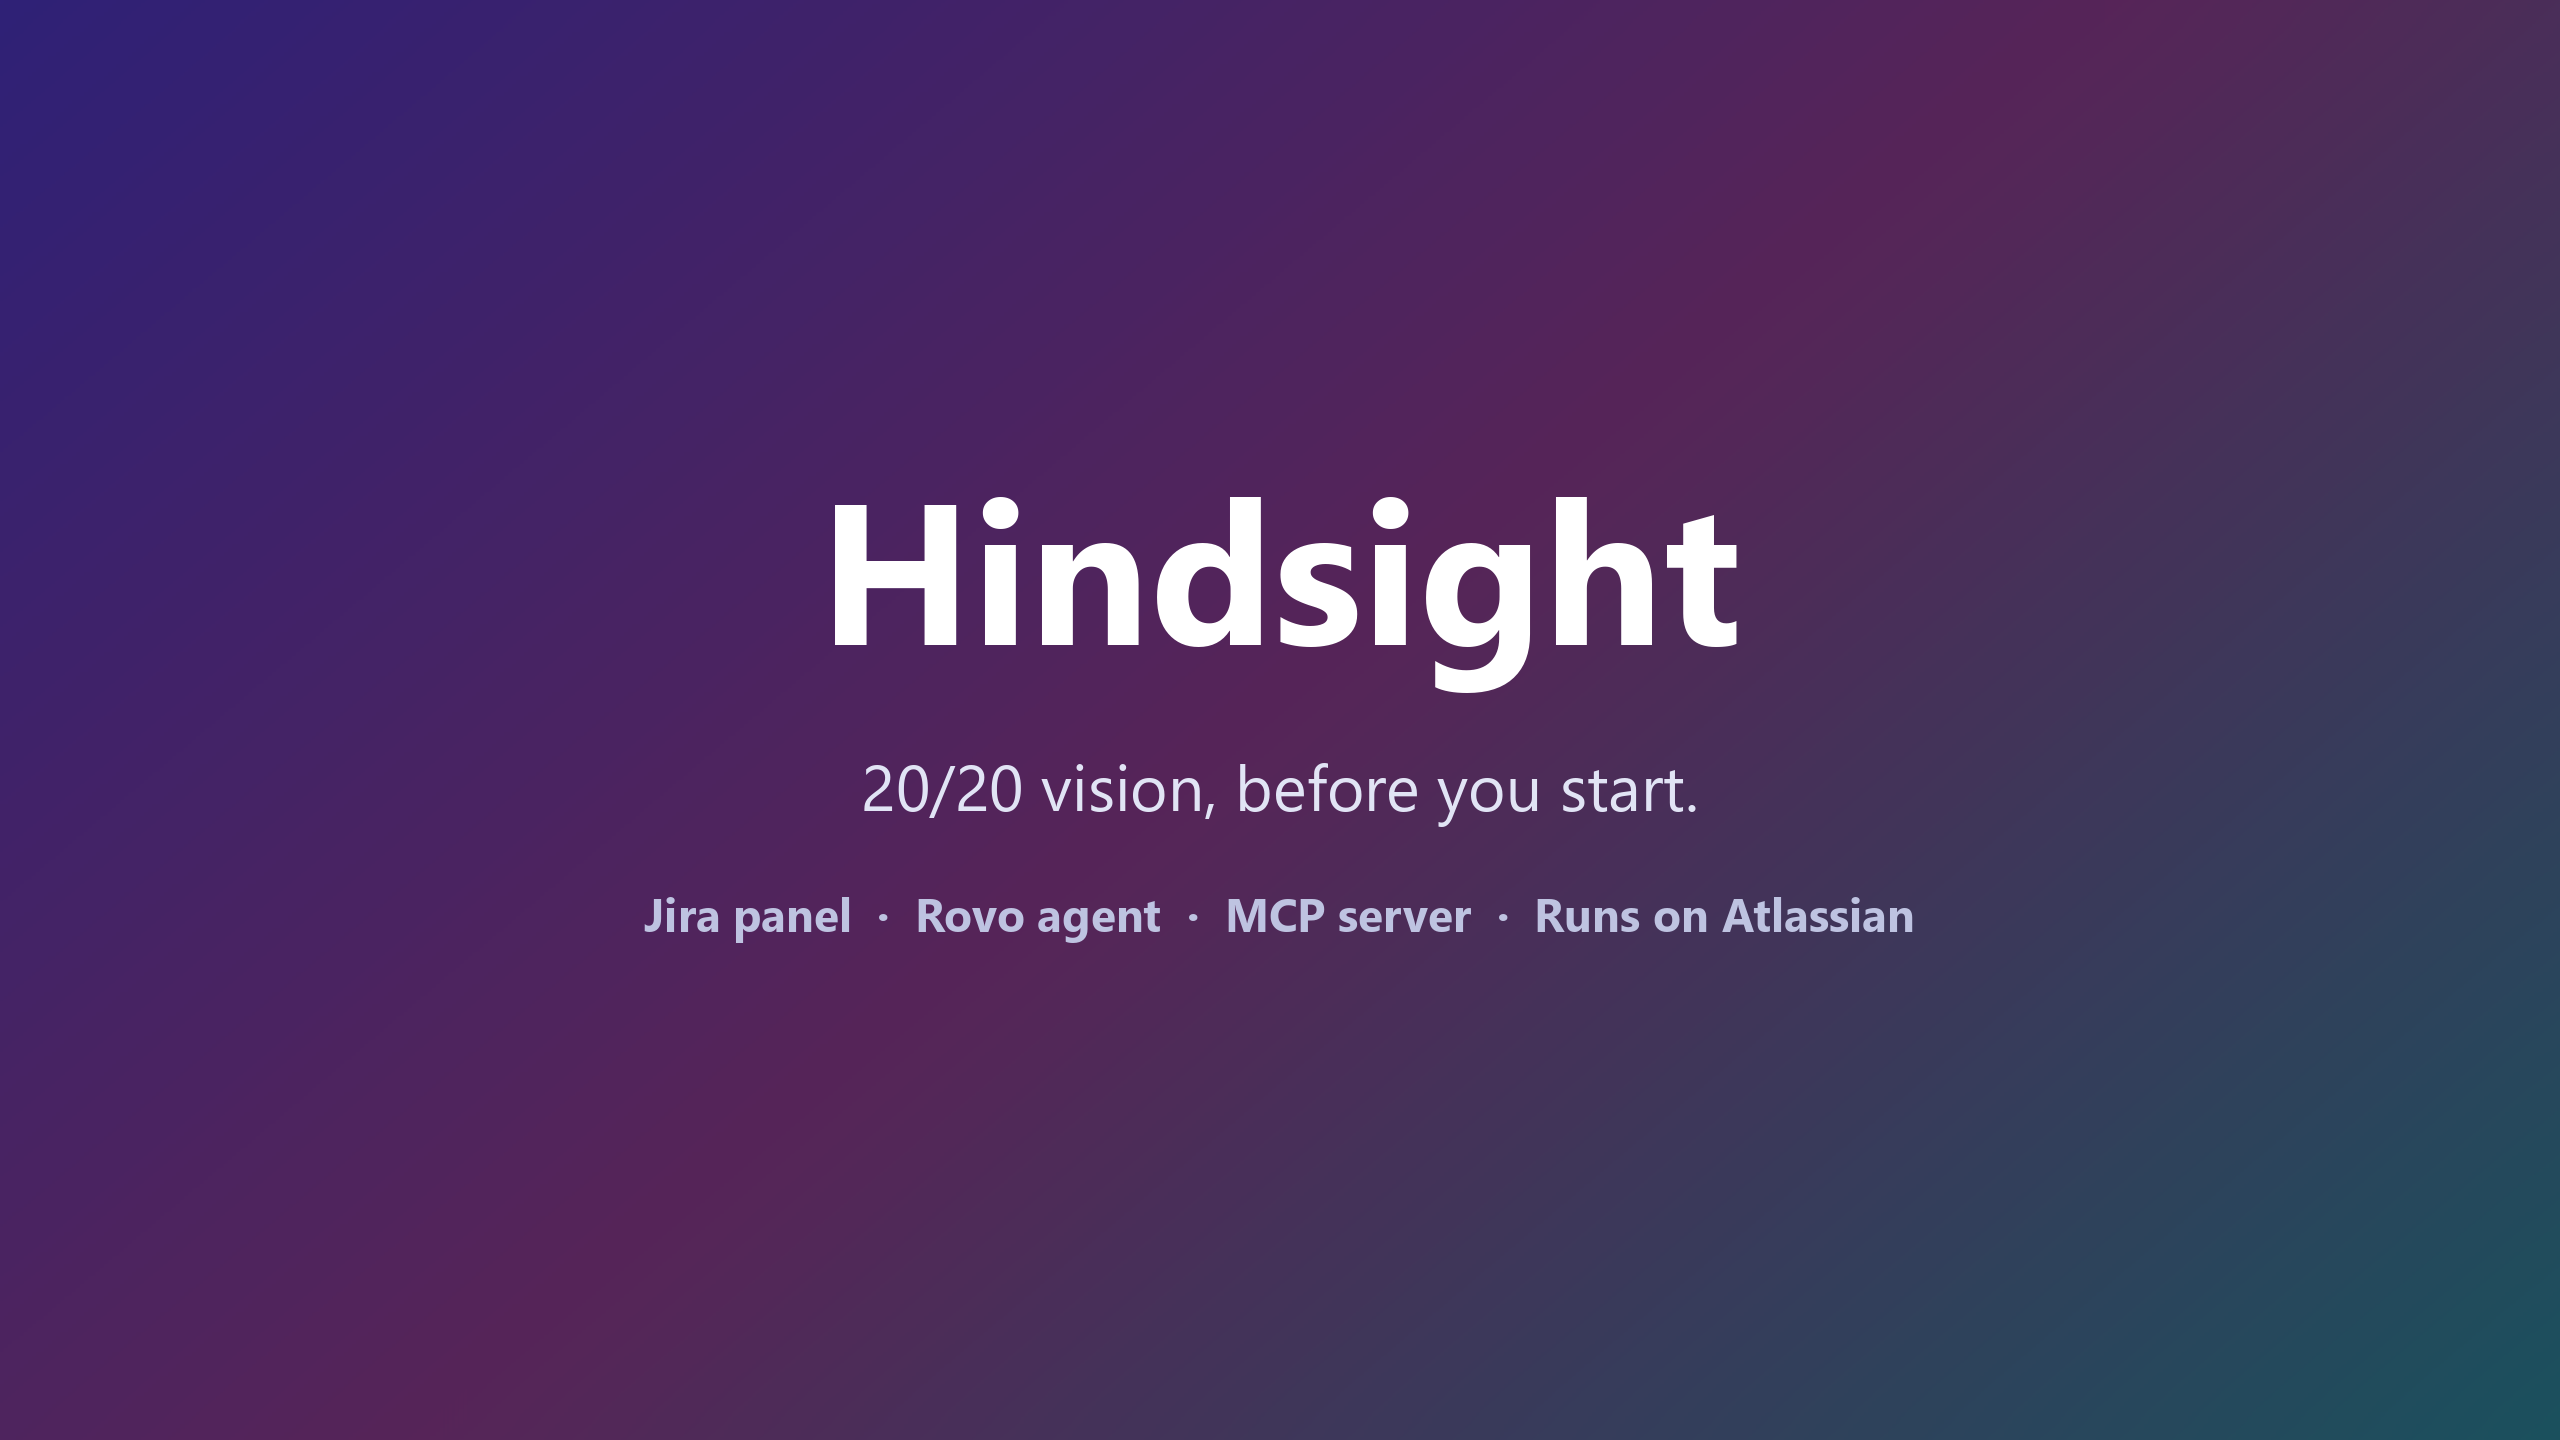 Hindsight
20/20 vision, before you start.
Jira panel · Rovo agent · MCP server · Runs on Atlassian